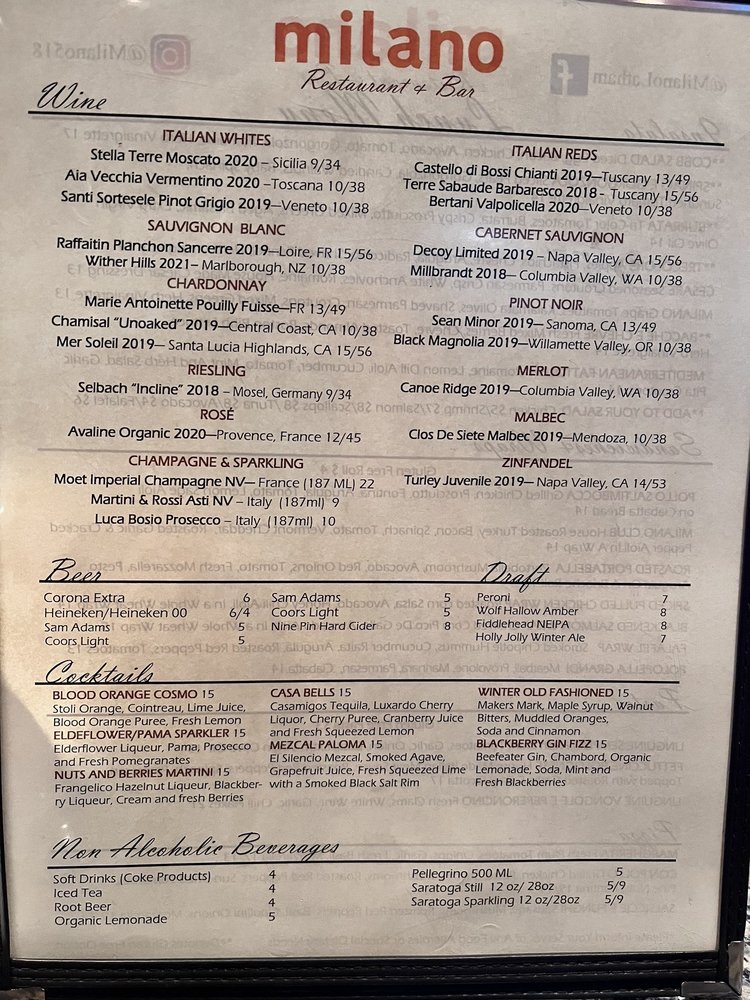 milano
Restaurant & Bar
@Milano518
@MilanoLatham
Wine
ITALIAN WHITES
Stella Terre Moscato 2020 – Sicilia 9/34
Aia Vecchia Vermentino 2020 –Toscana 10/38
Santi Sortesele Pinot Grigio 2019—Veneto 10/38
SAUVIGNON BLANC
Raffaitin Planchon Sancerre 2019—Loire, FR 15/56
Wither Hills 2021– Marlborough, NZ 10/38
CHARDONNAY
Marie Antoinette Pouilly Fuisse—FR 13/49
Chamisal "Unoaked" 2019—Central Coast, CA 10/38
Mer Soleil 2019— Santa Lucia Highlands, CA 15/56
RIESLING
Selbach "Incline" 2018 – Mosel, Germany 9/34
ROSÉ
Avaline Organic 2020—Provence, France 12/45
CHAMPAGNE & SPARKLING
Moet Imperial Champagne NV— France (187 ML) 22
Martini & Rossi Asti NV – Italy (187ml) 9
Luca Bosio Prosecco – Italy (187ml) 10
ITALIAN REDS
Castello di Bossi Chianti 2019—Tuscany 13/49
Terre Sabaude Barbaresco 2018 - Tuscany 15/56
Bertani Valpolicella 2020—Veneto 10/38
CABERNET SAUVIGNON
Decoy Limited 2019 – Napa Valley, CA 15/56
Millbrandt 2018— Columbia Valley, WA 10/38
PINOT NOIR
Sean Minor 2019— Sanoma, CA 13/49
Black Magnolia 2019—Willamette Valley, OR 10/38
MERLOT
Canoe Ridge 2019—Columbia Valley, WA 10/38
MALBEC
Clos De Siete Malbec 2019—Mendoza, 10/38
ZINFANDEL
Turley Juvenile 2019— Napa Valley, CA 14/53
Beer
Corona Extra 6
Heineken/Heineken 00 6/4
Sam Adams 5
Coors Light 5
Sam Adams 5
Coors Light 5
Nine Pin Hard Cider 8
Draft
Peroni 7
Wolf Hallow Amber 8
Fiddlehead NEIPA 8
Holly Jolly Winter Ale 7
Cocktails
BLOOD ORANGE COSMO 15
Stoli Orange, Cointreau, Lime Juice,
Blood Orange Puree, Fresh Lemon
ELDEFLOWER/PAMA SPARKLER 15
Elderflower Liqueur, Pama, Prosecco
and Fresh Pomegranates
NUTS AND BERRIES MARTINI 15
Frangelico Hazelnut Liqueur, Blackber-
ry Liqueur, Cream and fresh Berries
CASA BELLS 15
Casamigos Tequila, Luxardo Cherry
Liquor, Cherry Puree, Cranberry Juice
and Fresh Squeezed Lemon
MEZCAL PALOMA 15
El Silencio Mezcal, Smoked Agave,
Grapefruit Juice, Fresh Squeezed Lime
with a Smoked Black Salt Rim
WINTER OLD FASHIONED 15
Makers Mark, Maple Syrup, Walnut
Bitters, Muddled Oranges,
Soda and Cinnamon
BLACKBERRY GIN FIZZ 15
Beefeater Gin, Chambord, Organic
Lemonade, Soda, Mint and
Fresh Blackberries
Non Alcoholic Beverages
Soft Drinks (Coke Products) 4
Iced Tea 4
Root Beer 4
Organic Lemonade 5
Pellegrino 500 ML 5
Saratoga Still 12 oz/ 28oz 5/9
Saratoga Sparkling 12 oz/28oz 5/9